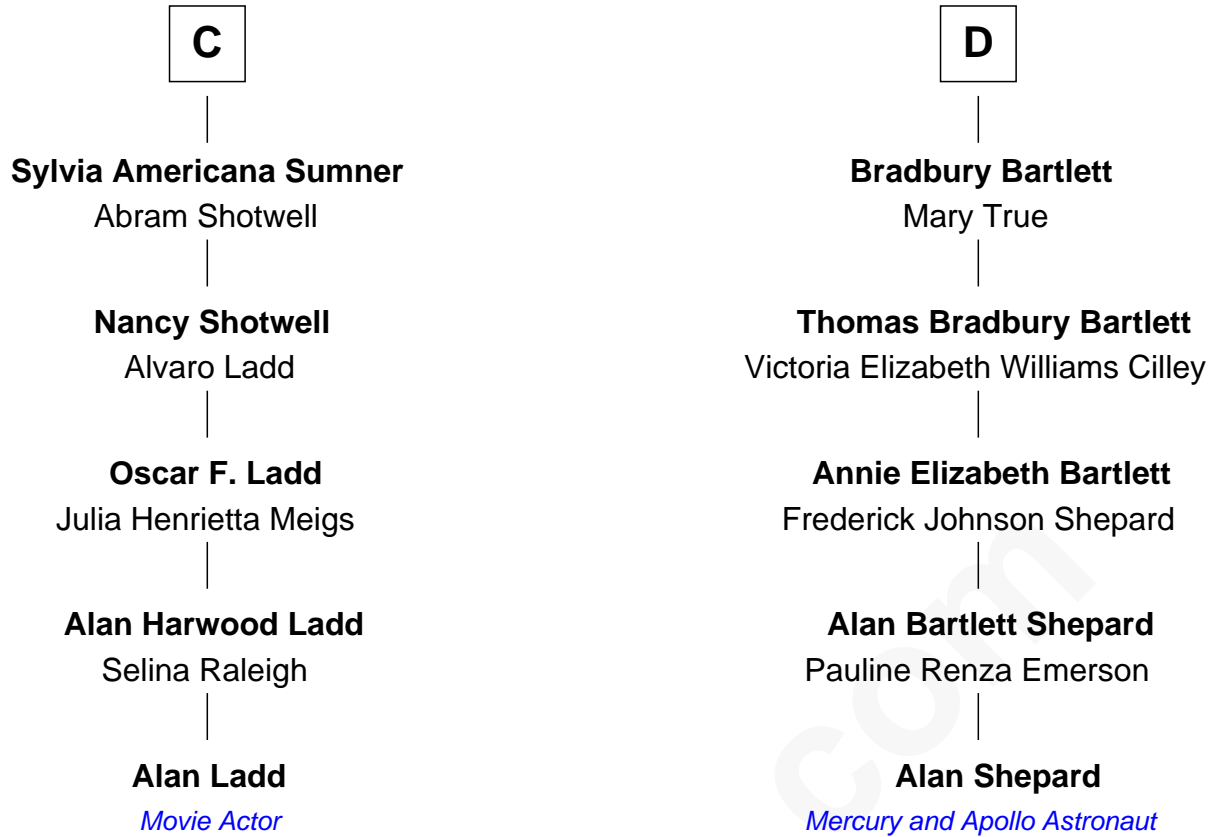 C
Sylvia Americana Sumner
Abram Shotwell
Nancy Shotwell
Alvaro Ladd
Oscar F. Ladd
Julia Henrietta Meigs
Alan Harwood Ladd
Selina Raleigh
Alan Ladd
Movie Actor
D
Bradbury Bartlett
Mary True
Thomas Bradbury Bartlett
Victoria Elizabeth Williams Cilley
Annie Elizabeth Bartlett
Frederick Johnson Shepard
Alan Bartlett Shepard
Pauline Renza Emerson
Alan Shepard
Mercury and Apollo Astronaut
com